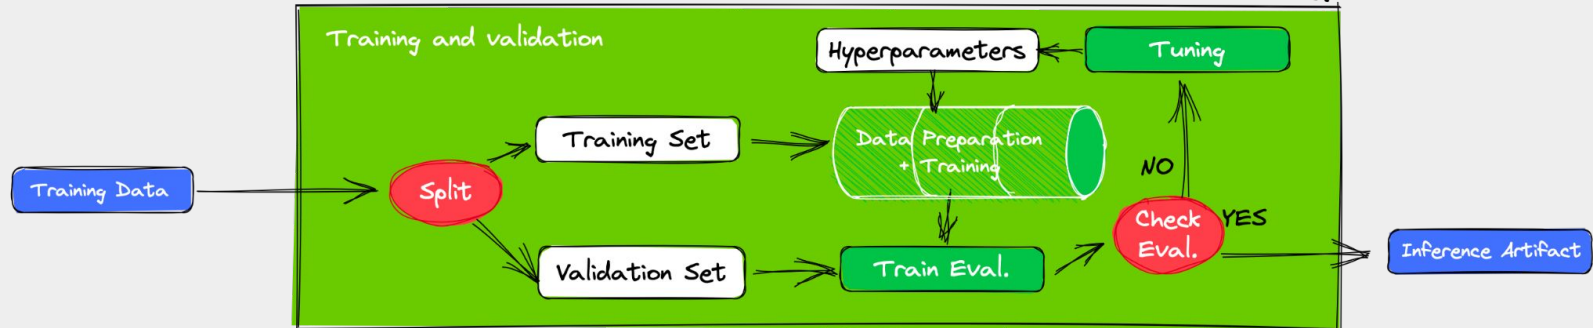 Training and validation
Hyperparameters
Tuning
Training Set
Data Preparation
+ Training
NO
Training Data
Split
Check
Eval.
YES
Validation Set
Train Eval.
Inference Artifact